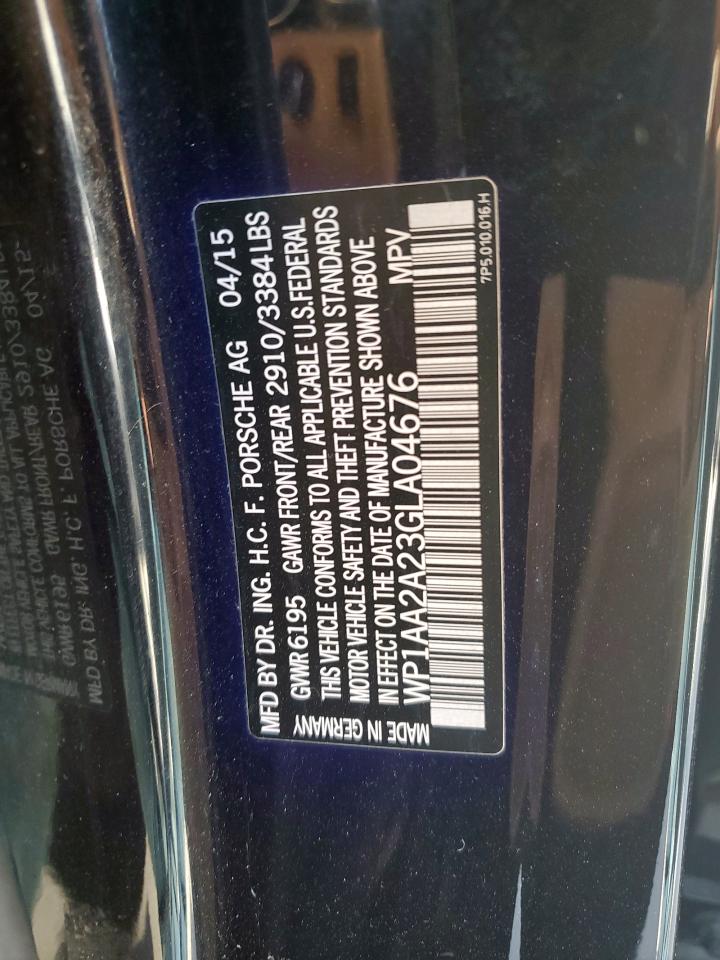 MFD BY DR. ING. H.C. F. PORSCHE AG 04/15
GVWR 6195 GAWR FRONT/REAR 2910/3384 LBS
THIS VEHICLE CONFORMS TO ALL APPLICABLE U.S.FEDERAL
MOTOR VEHICLE SAFETY AND THEFT PREVENTION STANDARDS
IN EFFECT ON THE DATE OF MANUFACTURE SHOWN ABOVE
WP1AA2A23GLA04676 MPV
MADE IN GERMANY
7P5.010.016.H